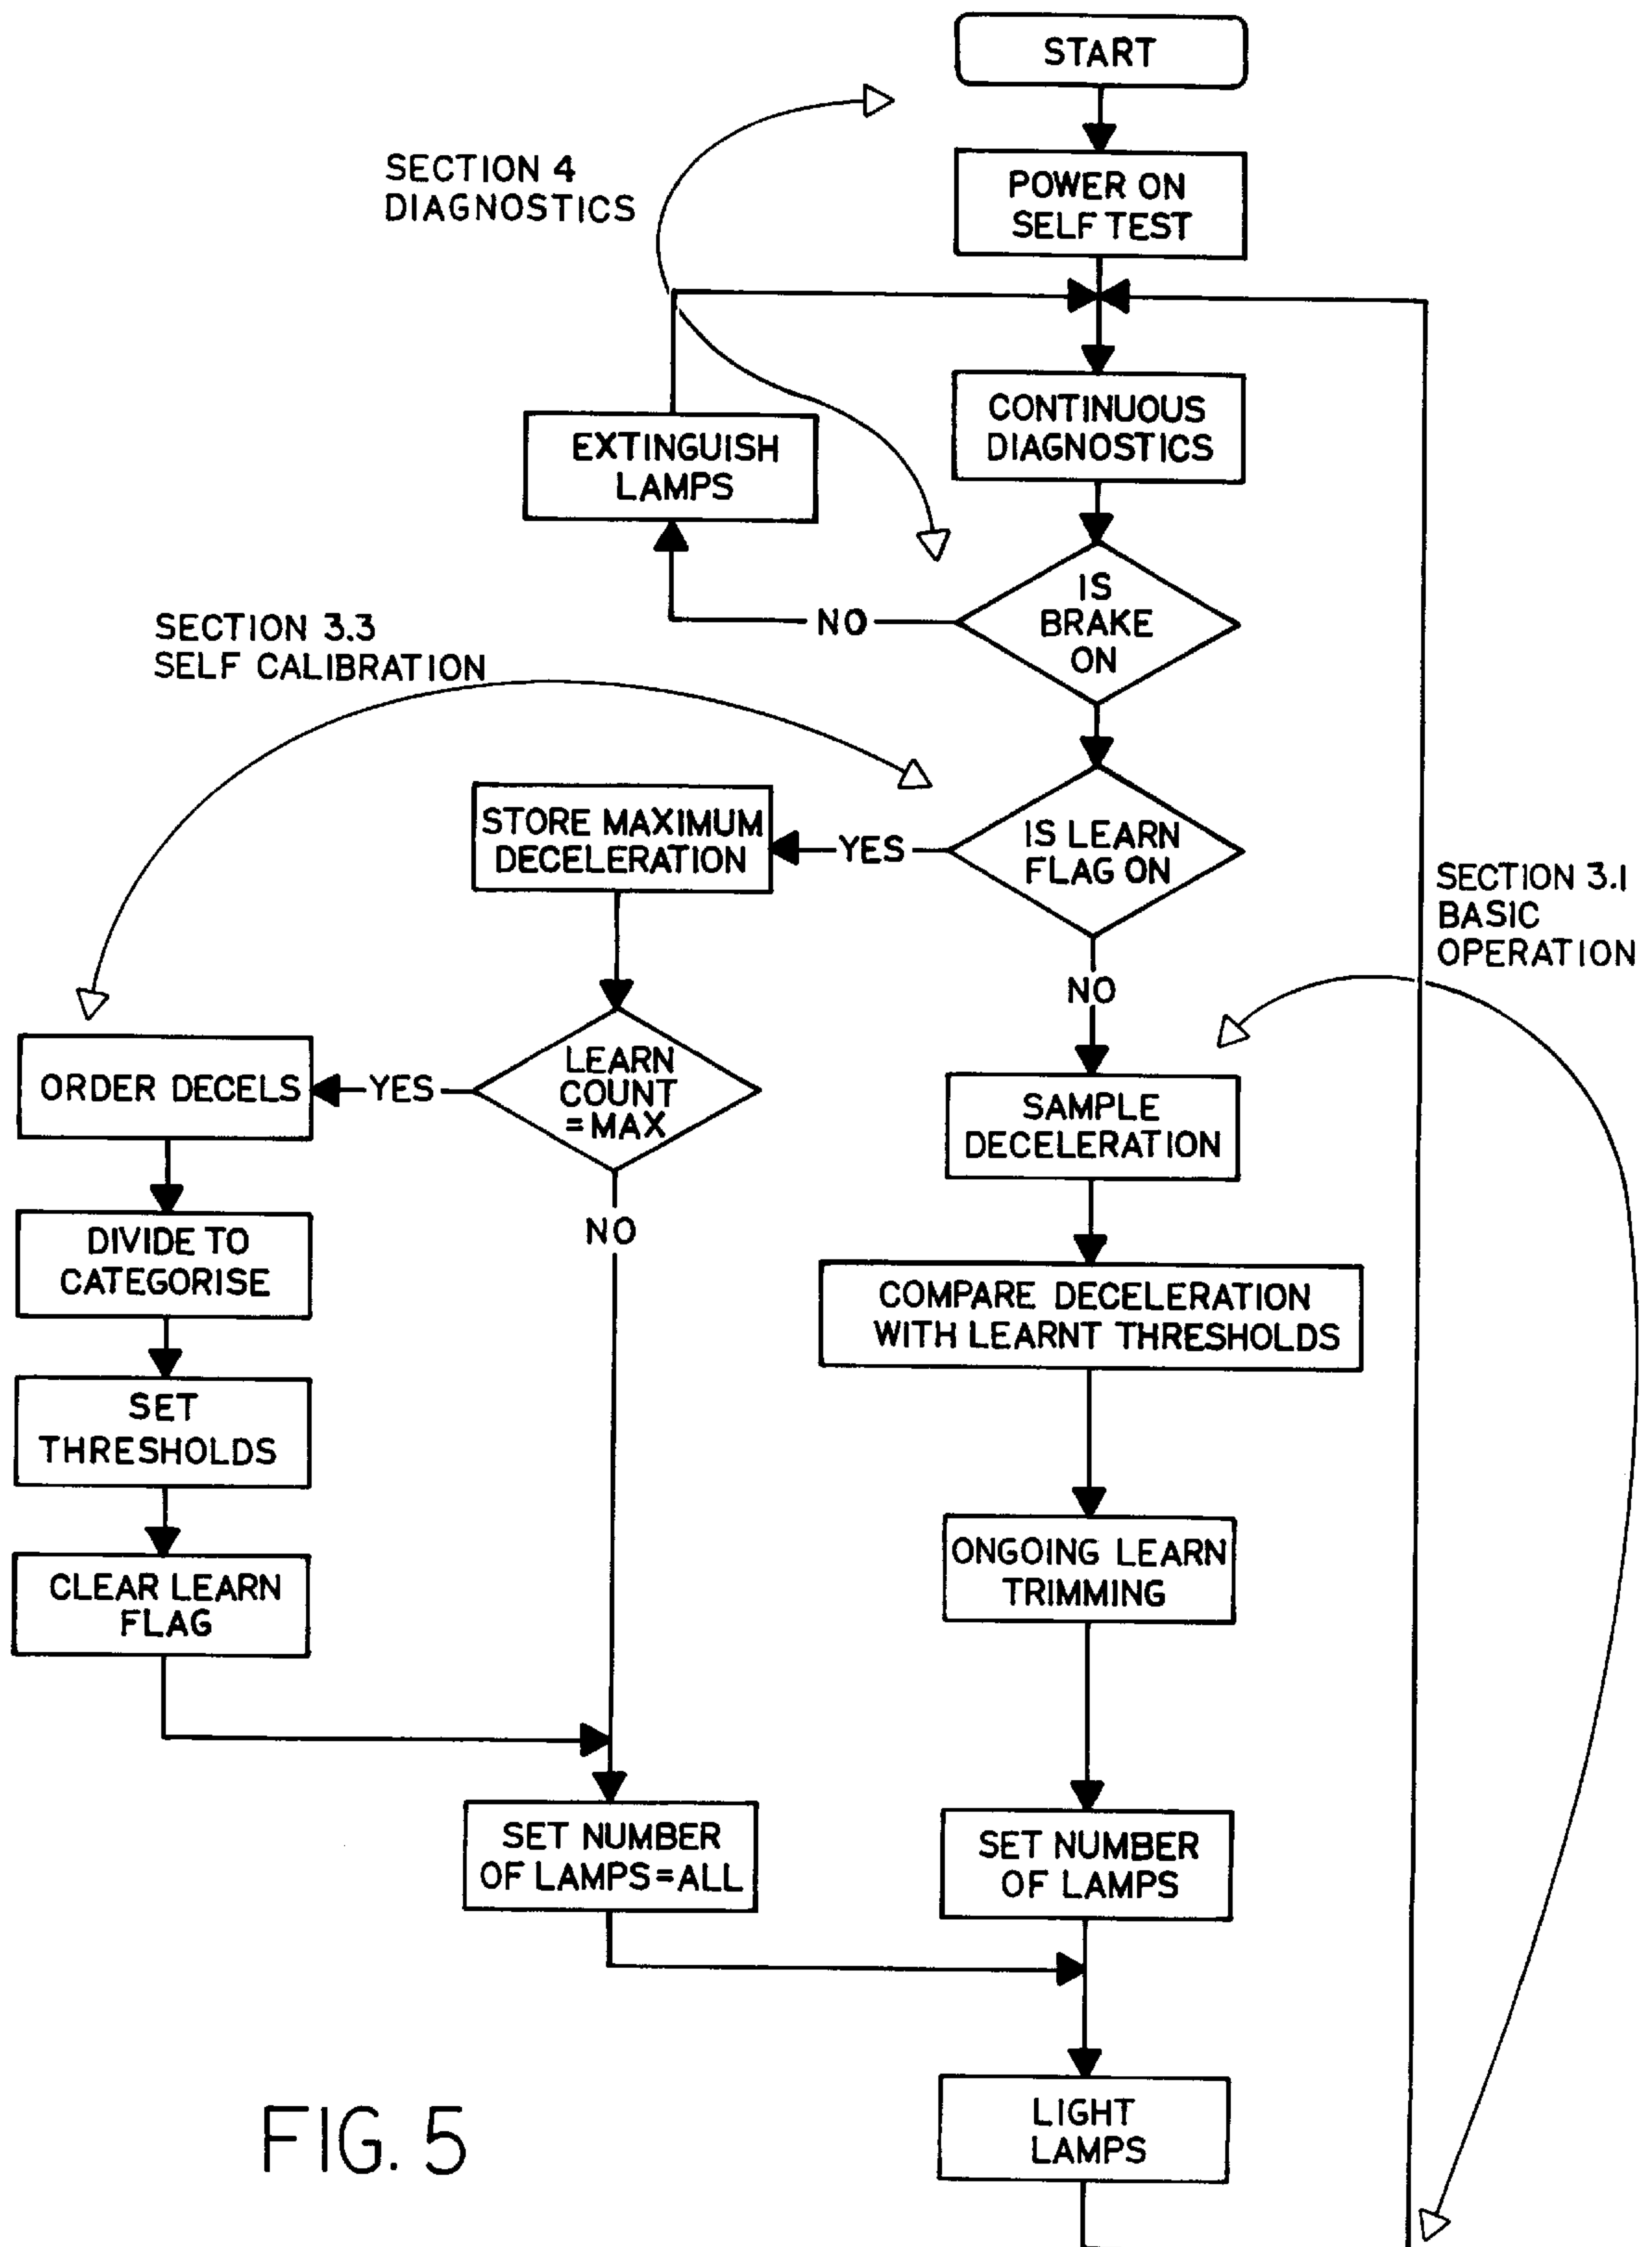 START
SECTION 4
DIAGNOSTICS
POWER ON
SELF TEST
CONTINUOUS
DIAGNOSTICS
EXTINGUISH
LAMPS
IS
BRAKE
ON
NO
SECTION 3.3
SELF CALIBRATION
STORE MAXIMUM
DECELERATION
YES
IS LEARN
FLAG ON
SECTION 3.1
BASIC
OPERATION
NO
ORDER DECELS
YES
LEARN
COUNT
=MAX
SAMPLE
DECELERATION
DIVIDE TO
CATEGORISE
NO
COMPARE DECELERATION
WITH LEARNT THRESHOLDS
SET
THRESHOLDS
ONGOING LEARN
TRIMMING
CLEAR LEARN
FLAG
SET NUMBER
OF LAMPS=ALL
SET NUMBER
OF LAMPS
LIGHT
LAMPS
FIG. 5